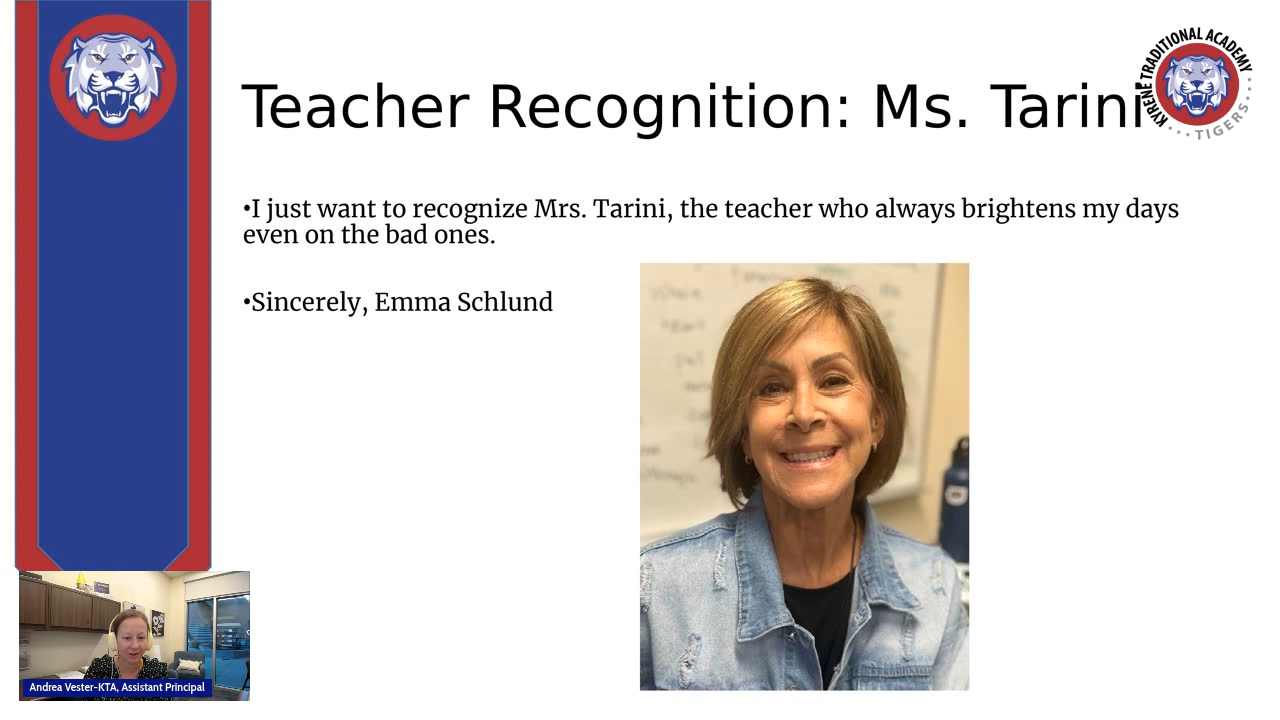 Teacher Recognition: Ms. Tarini
KYRENE TRADITIONAL ACADEMY
· · · TIGERS · · ·
•I just want to recognize Mrs. Tarini, the teacher who always brightens my days
even on the bad ones.
•Sincerely, Emma Schlund
Andrea Vester-KTA, Assistant Principal